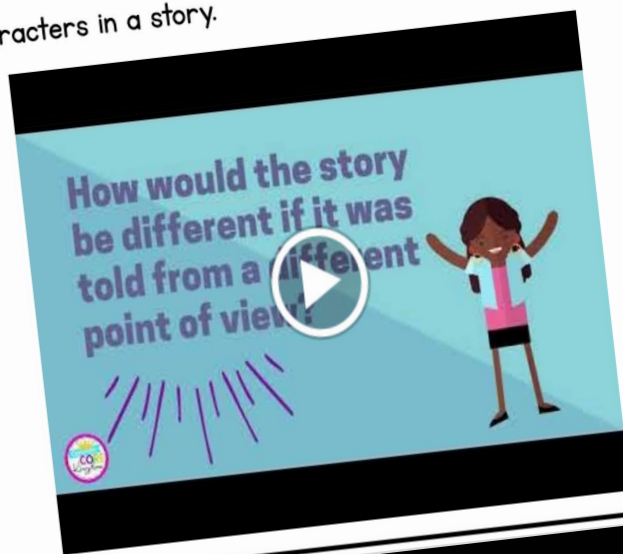 racters in a story.
How would the story
be different if it was
told from a different
point of view?